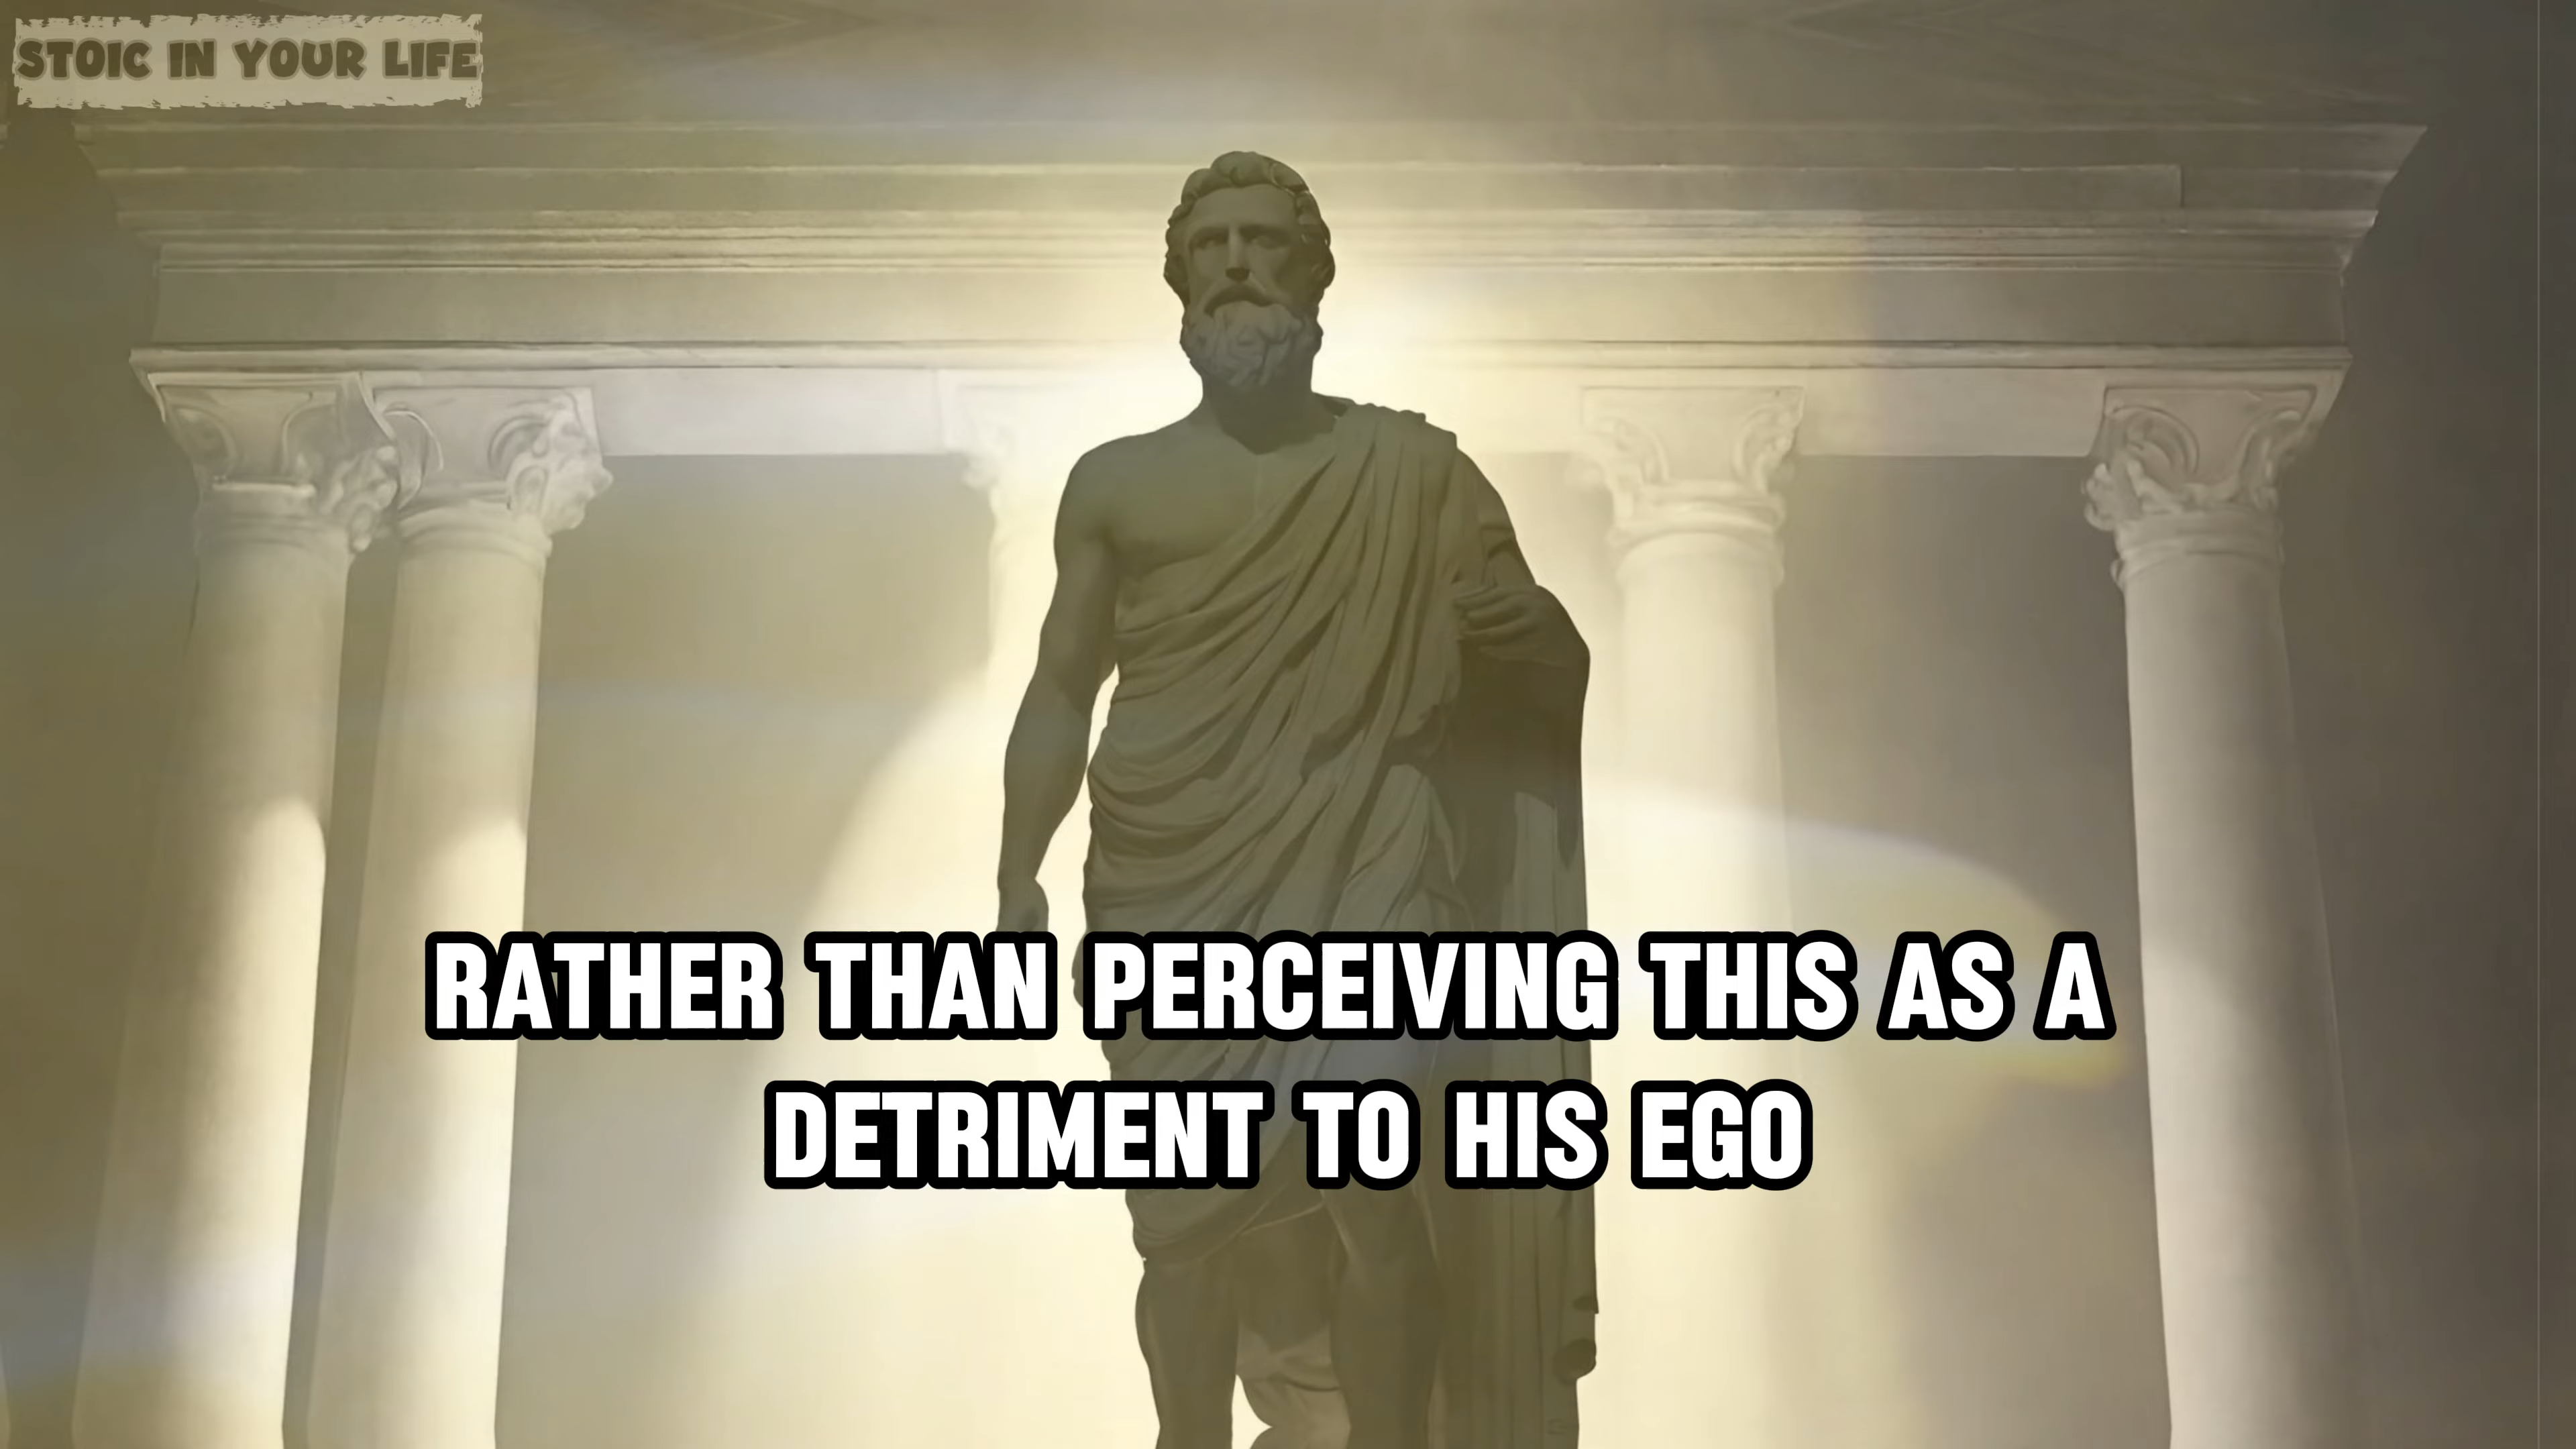 STOIC IN YOUR LIFE
RATHER THAN PERCEIVING THIS AS A
DETRIMENT TO HIS EGO